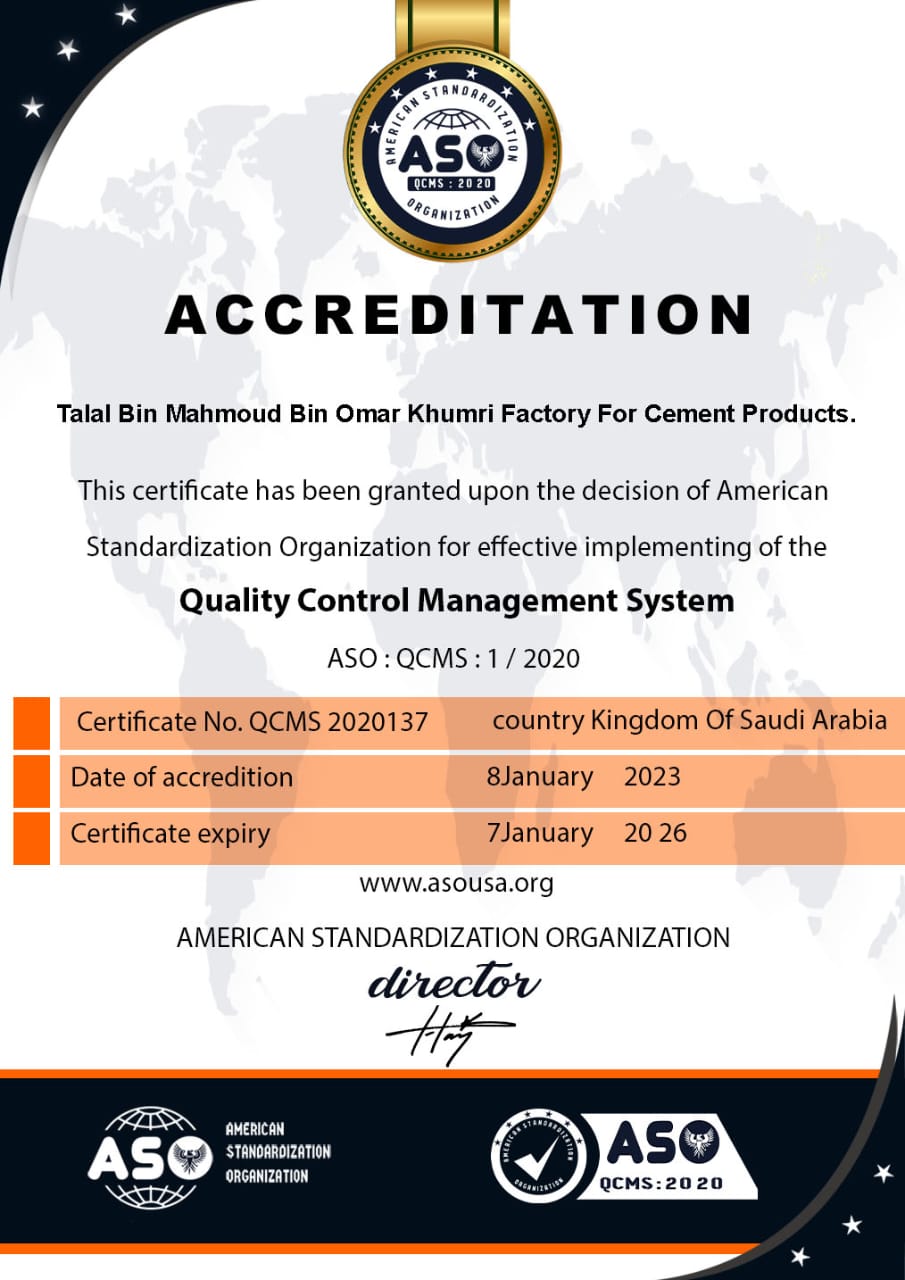 AMERICAN STANDARDIZATION
ASO
QCMS : 2020
ORGANIZATION
ACCREDITATION
Talal Bin Mahmoud Bin Omar Khumri Factory For Cement Products.
This certificate has been granted upon the decision of American
Standardization Organization for effective implementing of the
Quality Control Management System
ASO : QCMS : 1 / 2020
Certificate No. QCMS 2020137 country Kingdom Of Saudi Arabia
Date of accredition 8January 2023
Certificate expiry 7January 20 26
www.asousa.org
AMERICAN STANDARDIZATION ORGANIZATION
director
ASO
AMERICAN
STANDARDIZATION
ORGANIZATION
AMERICAN STANDARDIZATION
ORGANIZATION
ASO
QCMS:2020